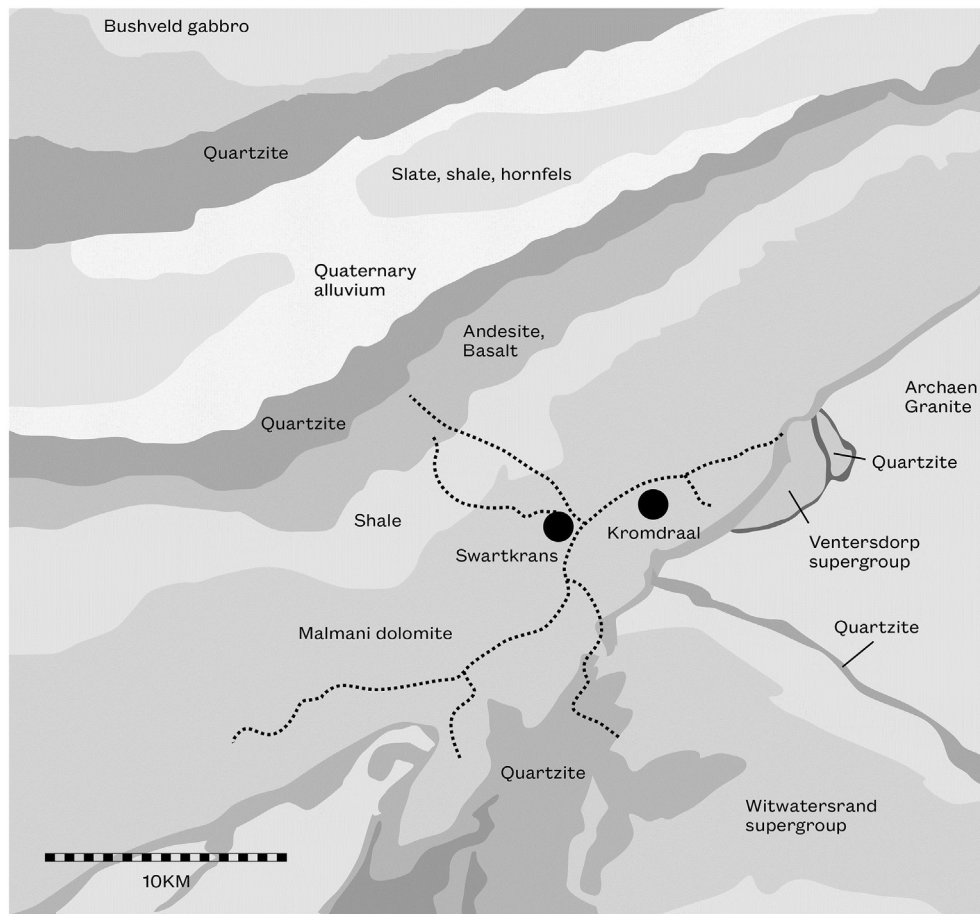 Bushveld gabbro
Quartzite
Slate, shale, hornfels
Quaternary
alluvium
Andesite,
Basalt
Archaen
Granite
Quartzite
Quartzite
Shale
Swartkrans
Kromdraal
Ventersdorp
supergroup
Malmani dolomite
Quartzite
Quartzite
Witwatersrand
supergroup
10KM